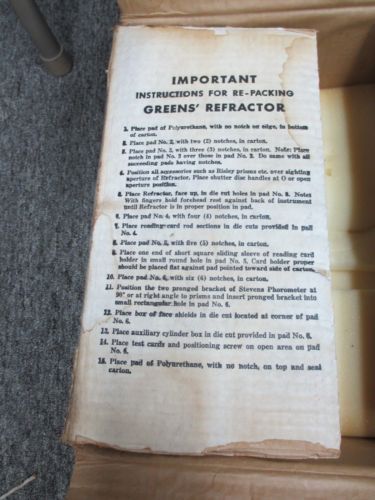 IMPORTANT
INSTRUCTIONS FOR RE-PACKING
GREENS' REFRACTOR
1. Place pad of Polyurethane, with no notch on edge, in bottom
of carton.
2. Place pad No. 2, with two (2) notches, in carton.
3. Place pad No. 3, with three (3) notches, in carton. Note: Place
notch in pad No. 3 over those in pad No. 2. Do same with all
succeeding pads having notches.
4. Position all accessories such as Risley prisms etc. over sighting
aperture of Refractor. Place shutter disc handles at O or open
aperture position.
5. Place Refractor, face up, in die cut holes in pad No. 3. Note:
With fingers hold forehead rest against back of instrument
until Refractor is in proper position in pad.
6. Place pad No. 4, with four (4) notches, in carton.
7. Place reading card rod sections in die cuts provided in pad
No. 4.
8. Place pad No. 5, with five (5) notches, in carton.
9. Place one end of short square sliding sleeve of reading card
holder in small round hole in pad No. 5. Card holder proper
should be placed flat against pad pointed toward side of carton.
10. Place pad No. 6, with six (6) notches, in carton.
11. Position the two pronged bracket of Stevens Phorometer at
90° or at right angle to prisms and insert pronged bracket into
small rectangular hole in pad No. 6.
12. Place box of face shields in die cut located at corner of pad
No. 6.
13. Place auxiliary cylinder box in die cut provided in pad No. 6.
14. Place test cards and positioning screw on open area on pad
No. 6.
15. Place pad of Polyurethane, with no notch, on top and seal
carton.